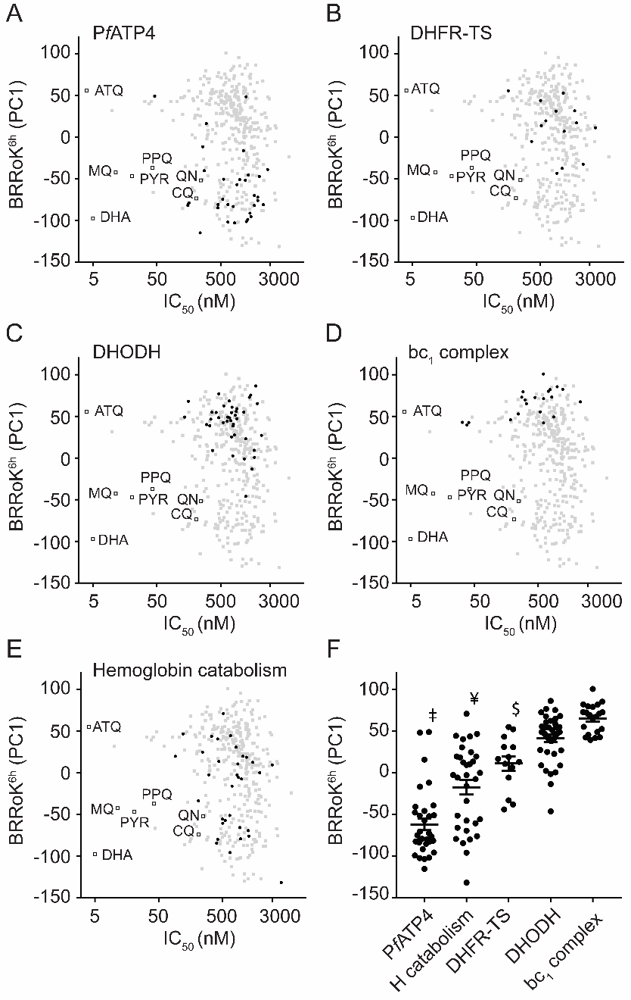 A
PfATP4
100
50
0
-50
-100
-150
BRRoK6h (PC1)
ATQ
PPQ
MQ
PYR
QN
CQ
DHA
5
50
500
3000
IC50 (nM)
B
DHFR-TS
100
50
0
-50
-100
-150
BRRoK6h (PC1)
ATQ
PPQ
MQ
PYR
QN
CQ
DHA
5
50
500
3000
IC50 (nM)
C
DHODH
100
50
0
-50
-100
-150
BRRoK6h (PC1)
ATQ
PPQ
MQ
PYR
QN
CQ
DHA
5
50
500
3000
IC50 (nM)
D
bc1 complex
100
50
0
-50
-100
-150
BRRoK6h (PC1)
ATQ
PPQ
MQ
PYR
QN
CQ
DHA
5
50
500
3000
IC50 (nM)
E
Hemoglobin catabolism
100
50
0
-50
-100
-150
BRRoK6h (PC1)
ATQ
PPQ
MQ
PYR
QN
CQ
DHA
5
50
500
3000
IC50 (nM)
F
100
50
0
-50
-100
-150
BRRoK6h (PC1)
‡
¥
$
PfATP4
H catabolism
DHFR-TS
DHODH
bc1 complex